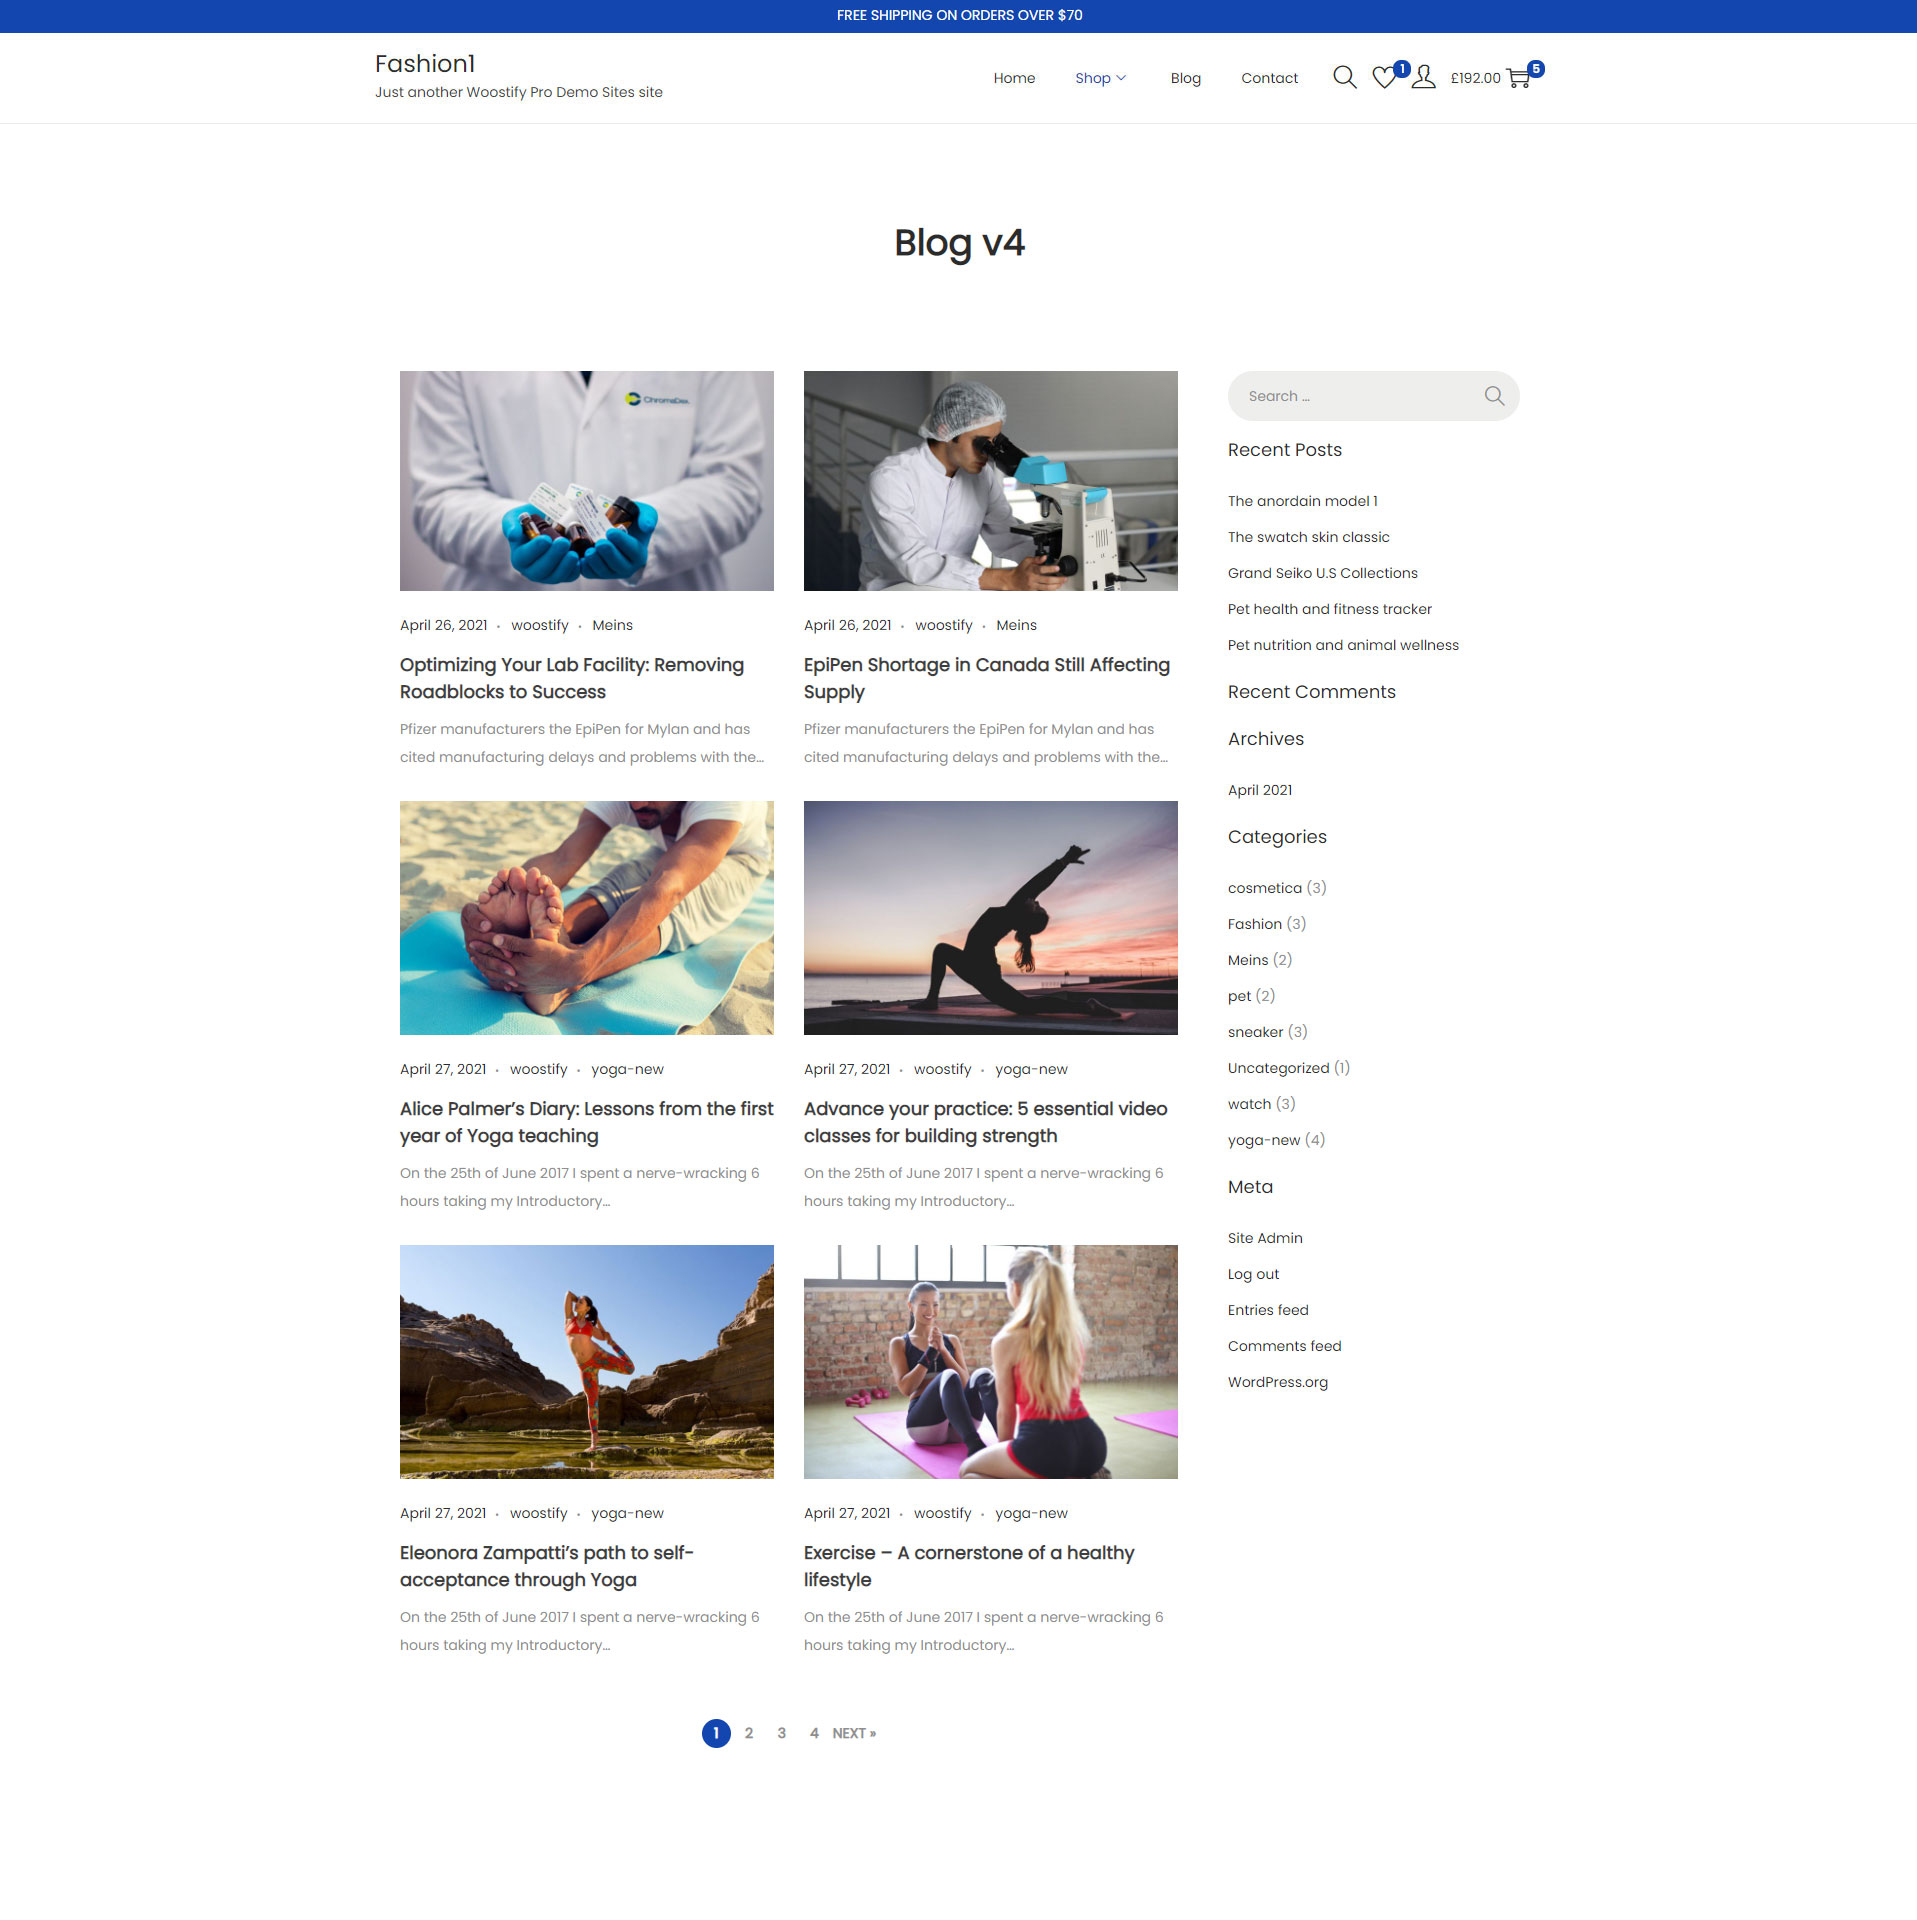 FREE SHIPPING ON ORDERS OVER $70
Fashion1
Just another Woostify Pro Demo Sites site
Home Shop Blog Contact 1 £192.00 5
Blog v4
ChromaDex
April 26, 2021 • woostify • Meins
Optimizing Your Lab Facility: Removing
Roadblocks to Success
Pfizer manufacturers the EpiPen for Mylan and has
cited manufacturing delays and problems with the…
April 26, 2021 • woostify • Meins
EpiPen Shortage in Canada Still Affecting
Supply
Pfizer manufacturers the EpiPen for Mylan and has
cited manufacturing delays and problems with the…
April 27, 2021 • woostify • yoga-new
Alice Palmer’s Diary: Lessons from the first
year of Yoga teaching
On the 25th of June 2017 I spent a nerve-wracking 6
hours taking my Introductory…
April 27, 2021 • woostify • yoga-new
Advance your practice: 5 essential video
classes for building strength
On the 25th of June 2017 I spent a nerve-wracking 6
hours taking my Introductory…
April 27, 2021 • woostify • yoga-new
Eleonora Zampatti’s path to self-
acceptance through Yoga
On the 25th of June 2017 I spent a nerve-wracking 6
hours taking my Introductory…
April 27, 2021 • woostify • yoga-new
Exercise – A cornerstone of a healthy
lifestyle
On the 25th of June 2017 I spent a nerve-wracking 6
hours taking my Introductory…
1 2 3 4 NEXT »
Search …
Recent Posts
The anordain model 1
The swatch skin classic
Grand Seiko U.S Collections
Pet health and fitness tracker
Pet nutrition and animal wellness
Recent Comments
Archives
April 2021
Categories
cosmetica (3)
Fashion (3)
Meins (2)
pet (2)
sneaker (3)
Uncategorized (1)
watch (3)
yoga-new (4)
Meta
Site Admin
Log out
Entries feed
Comments feed
WordPress.org